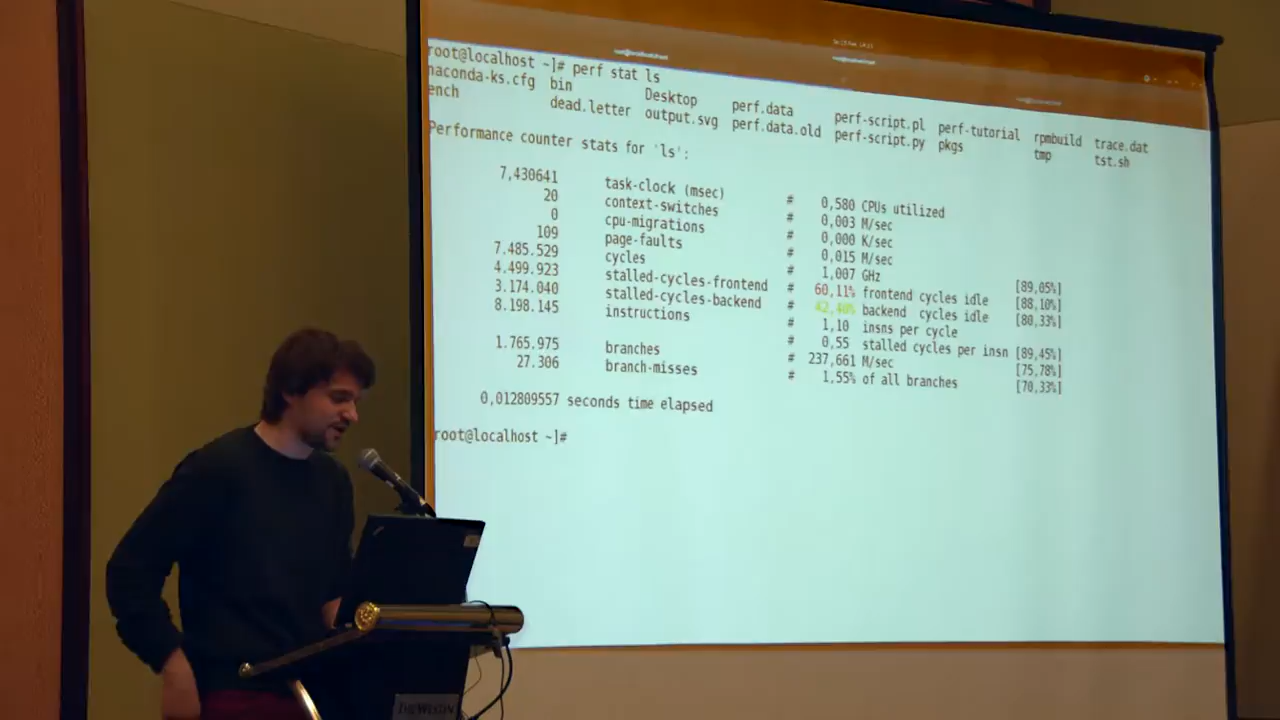 root@localhost ~]# perf stat ls
naconda-ks.cfg bin Desktop perf.data perf-script.pl perf-tutorial rpmbuild trace.dat
ench dead.letter output.svg perf.data.old perf-script.py pkgs tmp tst.sh
Performance counter stats for 'ls':
7,430641 task-clock (msec) # 0,580 CPUs utilized
20 context-switches # 0,003 M/sec
0 cpu-migrations # 0,000 K/sec
109 page-faults # 0,015 M/sec
7.485.529 cycles # 1,007 GHz [89,05%]
4.499.923 stalled-cycles-frontend # 60,11% frontend cycles idle [88,10%]
3.174.040 stalled-cycles-backend # 42,40% backend cycles idle [80,33%]
8.198.145 instructions # 1,10 insns per cycle
# 0,55 stalled cycles per insn [89,45%]
1.765.975 branches # 237,661 M/sec [75,78%]
27.306 branch-misses # 1,55% of all branches [70,33%]
0,012809557 seconds time elapsed
root@localhost ~]#